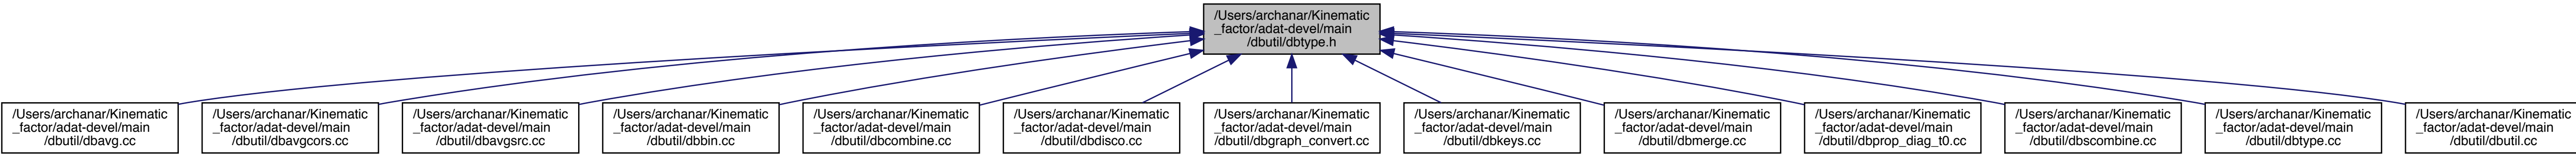 /Users/archanar/Kinematic
_factor/adat-devel/main
/dbutil/dbtype.h
/Users/archanar/Kinematic
_factor/adat-devel/main
/dbutil/dbavg.cc
/Users/archanar/Kinematic
_factor/adat-devel/main
/dbutil/dbavgcors.cc
/Users/archanar/Kinematic
_factor/adat-devel/main
/dbutil/dbavgsrc.cc
/Users/archanar/Kinematic
_factor/adat-devel/main
/dbutil/dbbin.cc
/Users/archanar/Kinematic
_factor/adat-devel/main
/dbutil/dbcombine.cc
/Users/archanar/Kinematic
_factor/adat-devel/main
/dbutil/dbdisco.cc
/Users/archanar/Kinematic
_factor/adat-devel/main
/dbutil/dbgraph_convert.cc
/Users/archanar/Kinematic
_factor/adat-devel/main
/dbutil/dbkeys.cc
/Users/archanar/Kinematic
_factor/adat-devel/main
/dbutil/dbmerge.cc
/Users/archanar/Kinematic
_factor/adat-devel/main
/dbutil/dbprop_diag_t0.cc
/Users/archanar/Kinematic
_factor/adat-devel/main
/dbutil/dbscombine.cc
/Users/archanar/Kinematic
_factor/adat-devel/main
/dbutil/dbtype.cc
/Users/archanar/Kinematic
_factor/adat-devel/main
/dbutil/dbutil.cc